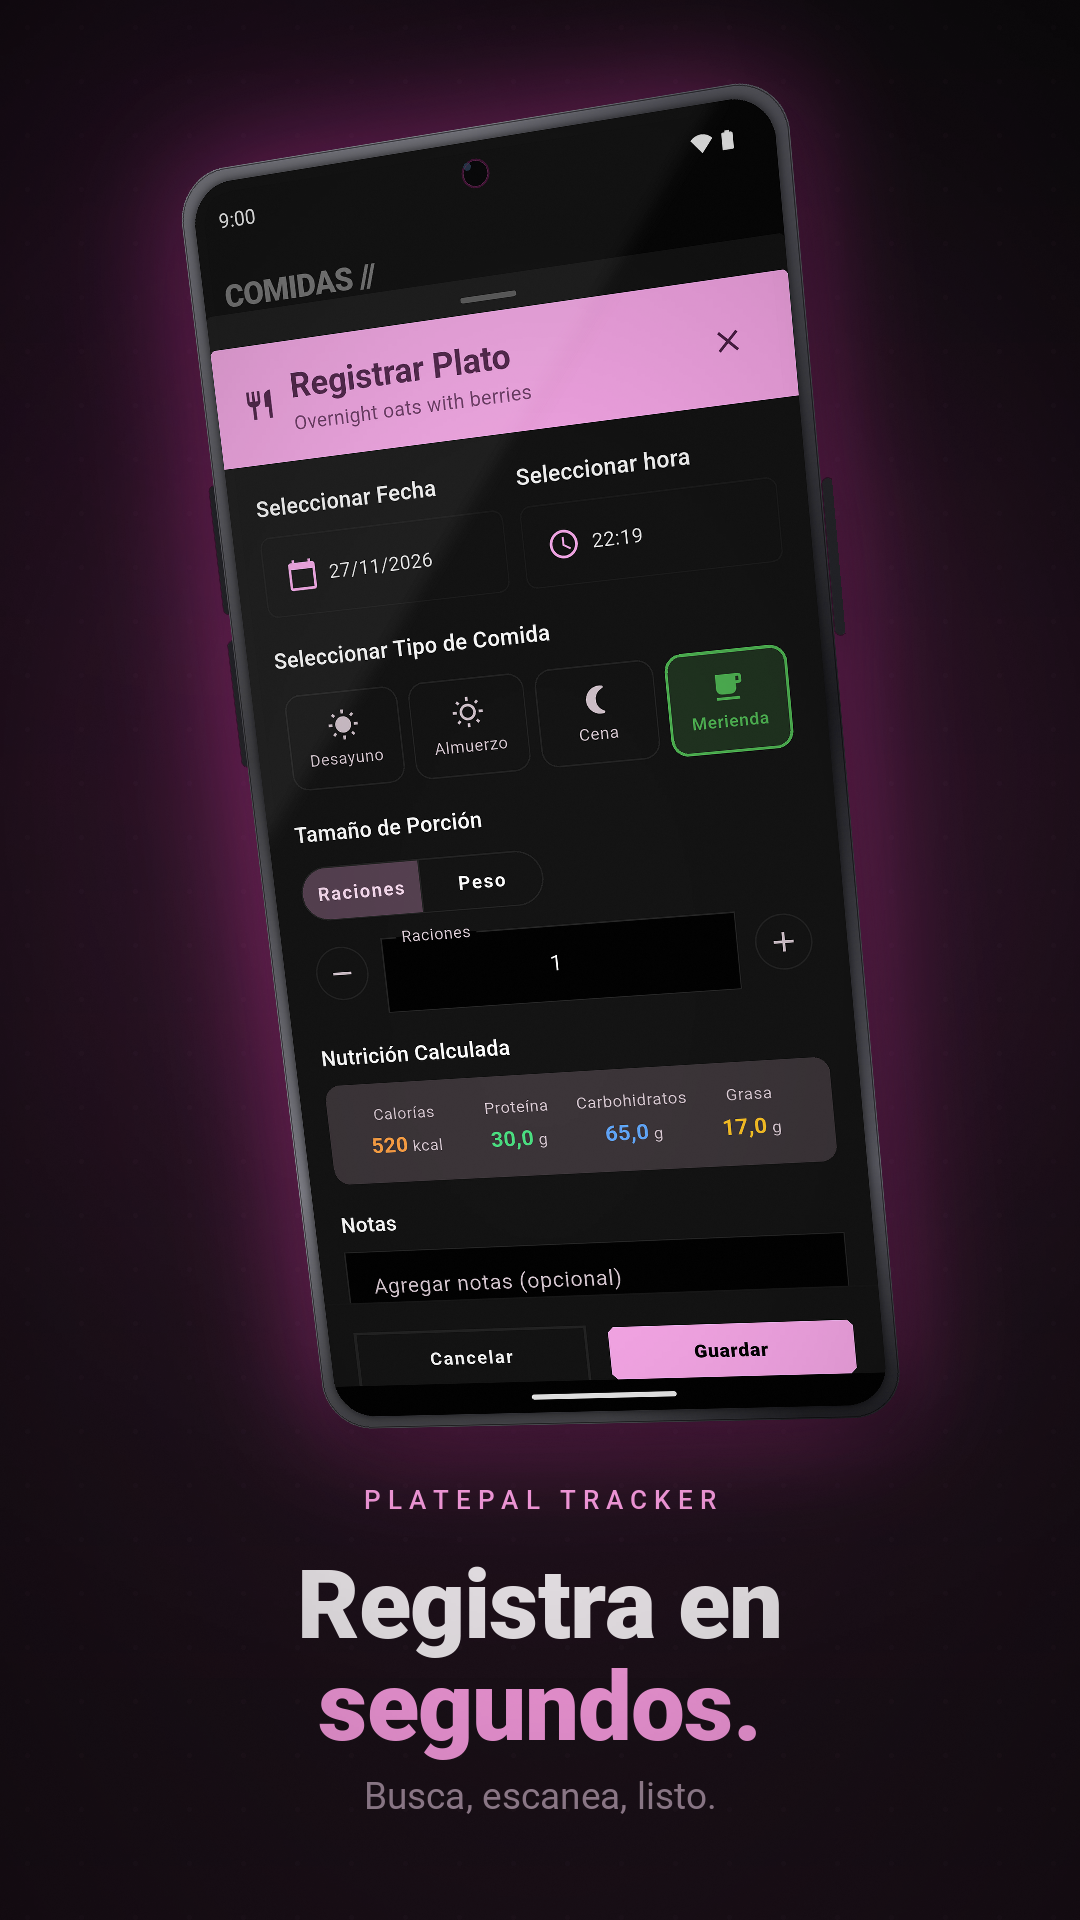 9:00
COMIDAS //
Registrar Plato
Overnight oats with berries
Seleccionar Fecha
Seleccionar hora
27/11/2026
22:19
Seleccionar Tipo de Comida
Desayuno
Almuerzo
Cena
Merienda
Tamaño de Porción
Raciones
Peso
Raciones
1
Nutrición Calculada
Calorías
Proteína
Carbohidratos
Grasa
520 kcal
30,0 g
65,0 g
17,0 g
Notas
Agregar notas (opcional)
Cancelar
Guardar
PLATEPAL TRACKER
Registra en
segundos.
Busca, escanea, listo.